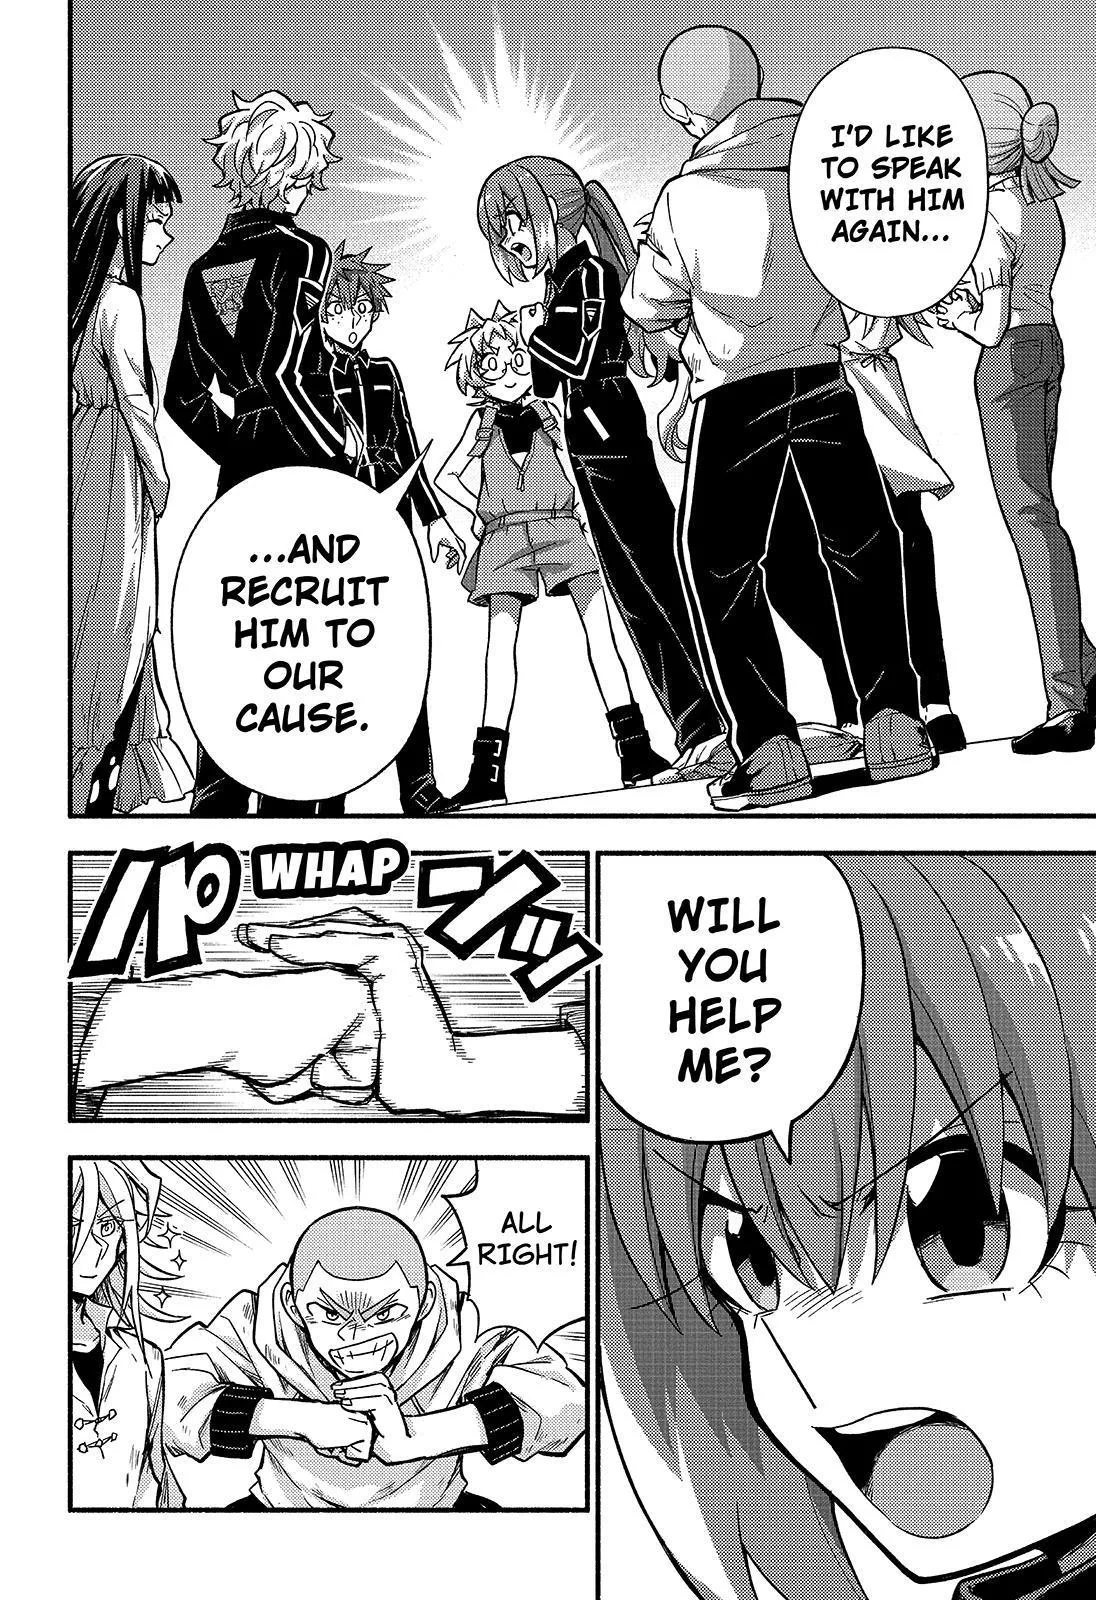 I'D LIKE
TO SPEAK
WITH HIM
AGAIN...
...AND
RECRUIT
HIM TO
OUR
CAUSE.
WILL
YOU
HELP
ME?
パシッ
WHAP
ALL
RIGHT!